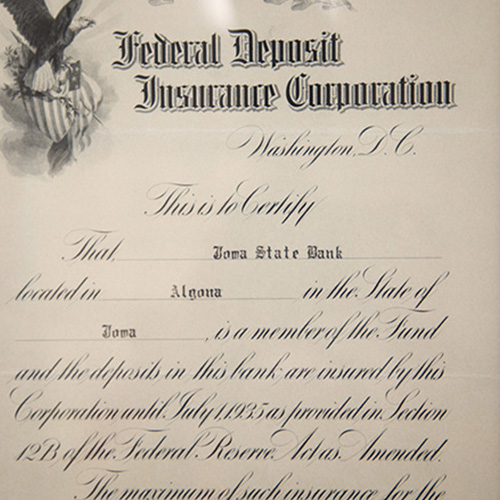 Federal Deposit
Insurance Corporation
Washington, D.C.
This is to Certify
That, Iowa State Bank
located in Algona in the State of
Iowa, is a member of the Fund
and the deposits in this bank are insured by this
Corporation until July 1, 1935 as provided in Section
12B of the Federal Reserve Act as Amended.
The maximum of such insurance for the